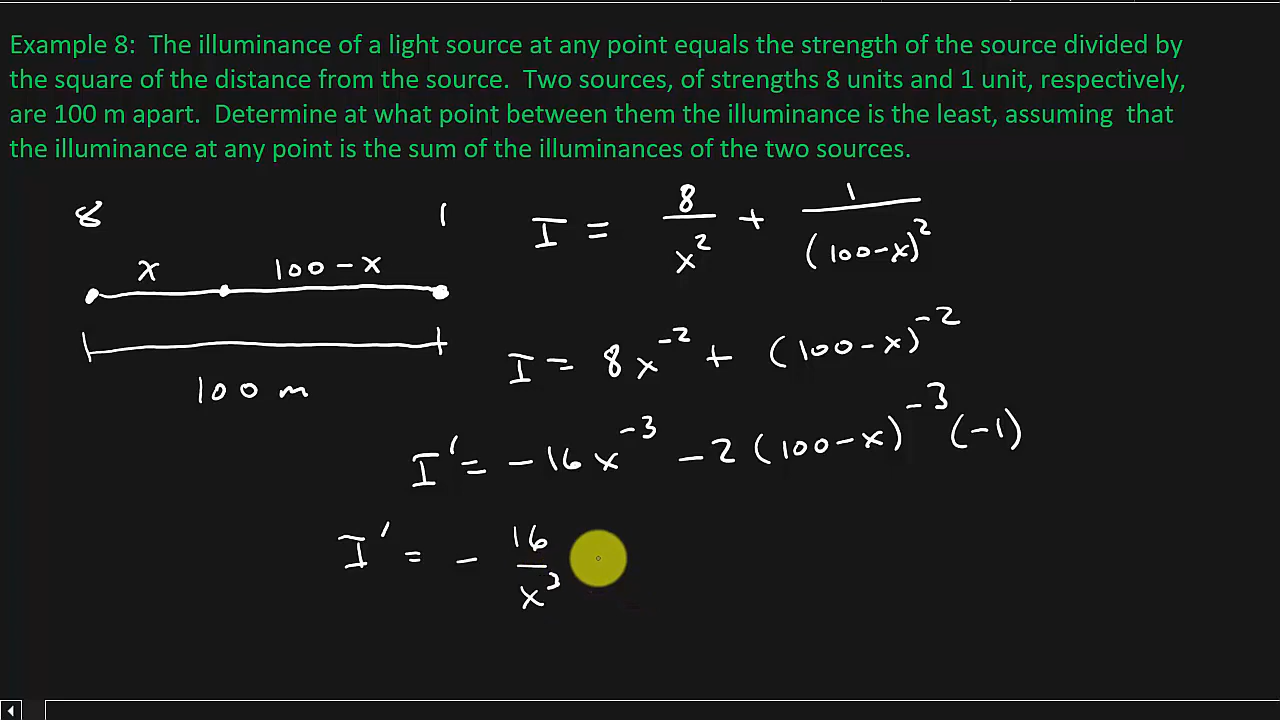 Example 8: The illuminance of a light source at any point equals the strength of the source divided by
the square of the distance from the source. Two sources, of strengths 8 units and 1 unit, respectively,
are 100 m apart. Determine at what point between them the illuminance is the least, assuming that
the illuminance at any point is the sum of the illuminances of the two sources.
8 1
x 100-x
100 m
I = 8/x² + 1/(100-x)²
I = 8x⁻² + (100-x)⁻²
I' = -16x⁻³ -2(100-x)⁻³(-1)
I' = - 16/x³